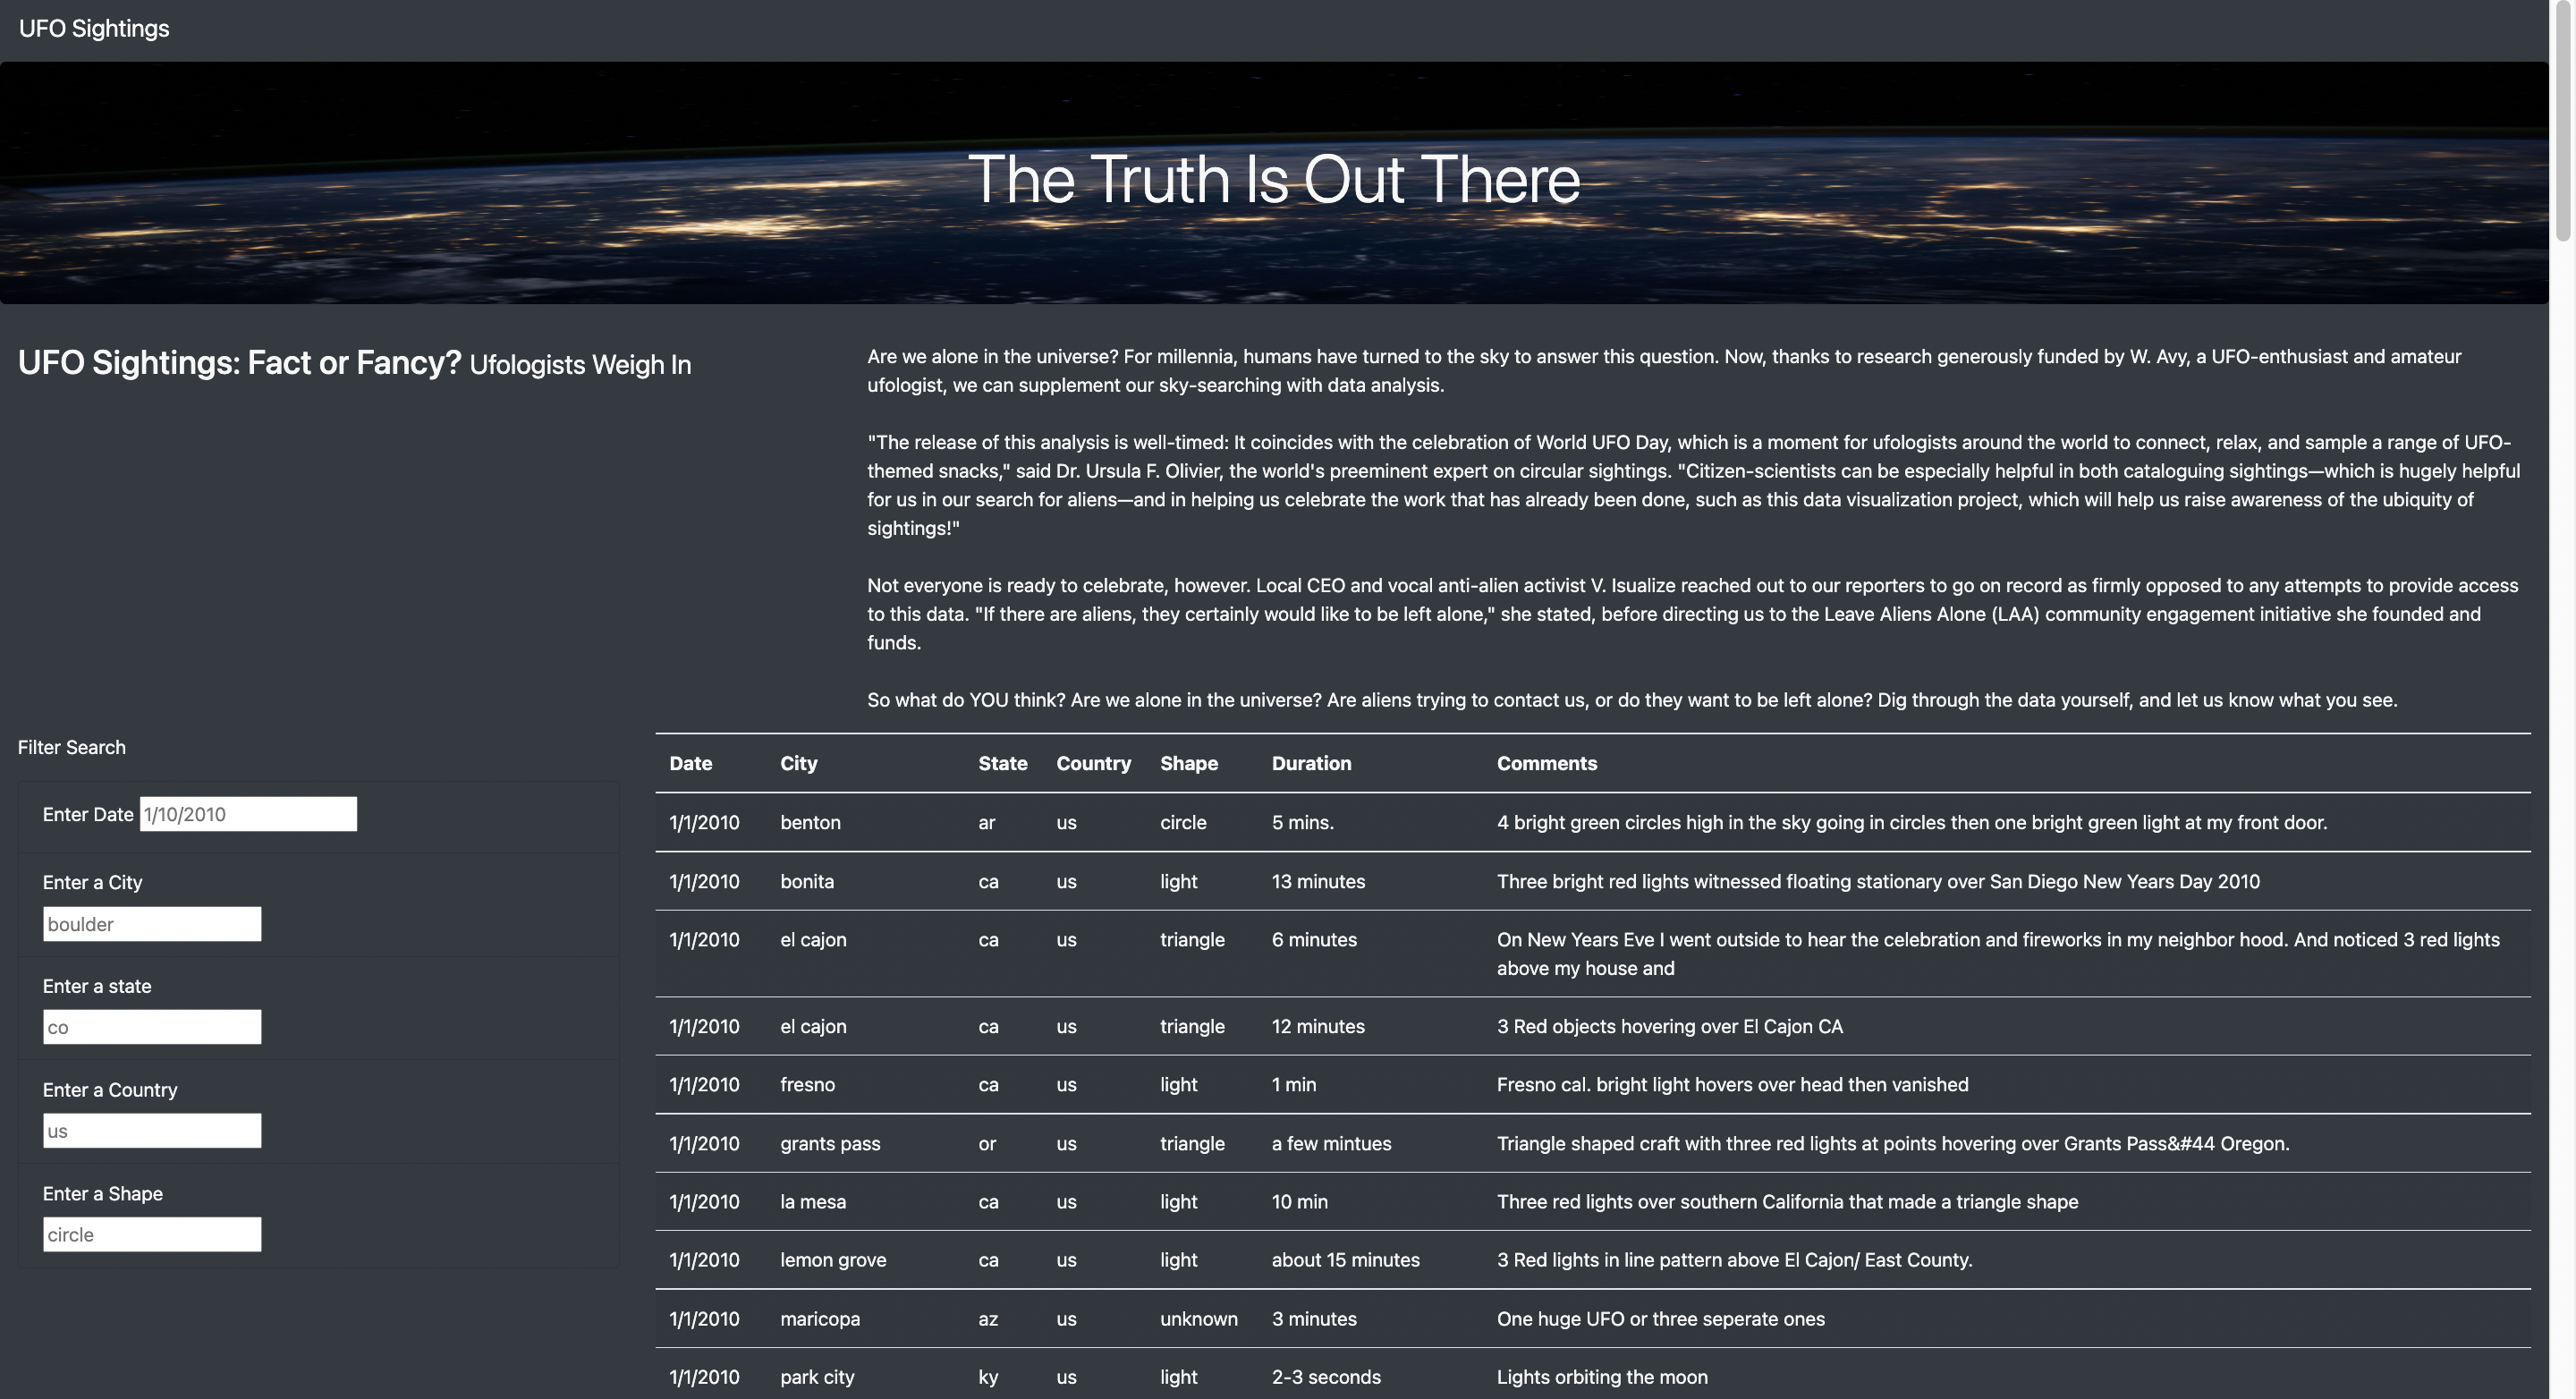 UFO Sightings
The Truth Is Out There
UFO Sightings: Fact or Fancy? Ufologists Weigh In
Are we alone in the universe? For millennia, humans have turned to the sky to answer this question. Now, thanks to research generously funded by W. Avy, a UFO-enthusiast and amateur
ufologist, we can supplement our sky-searching with data analysis.
"The release of this analysis is well-timed: It coincides with the celebration of World UFO Day, which is a moment for ufologists around the world to connect, relax, and sample a range of UFO-
themed snacks," said Dr. Ursula F. Olivier, the world's preeminent expert on circular sightings. "Citizen-scientists can be especially helpful in both cataloguing sightings—which is hugely helpful
for us in our search for aliens—and in helping us celebrate the work that has already been done, such as this data visualization project, which will help us raise awareness of the ubiquity of
sightings!"
Not everyone is ready to celebrate, however. Local CEO and vocal anti-alien activist V. Isualize reached out to our reporters to go on record as firmly opposed to any attempts to provide access
to this data. "If there are aliens, they certainly would like to be left alone," she stated, before directing us to the Leave Aliens Alone (LAA) community engagement initiative she founded and
funds.
So what do YOU think? Are we alone in the universe? Are aliens trying to contact us, or do they want to be left alone? Dig through the data yourself, and let us know what you see.
Filter Search
Enter Date 1/10/2010
Enter a City
boulder
Enter a state
co
Enter a Country
us
Enter a Shape
circle
Date City State Country Shape Duration Comments
1/1/2010 benton ar us circle 5 mins. 4 bright green circles high in the sky going in circles then one bright green light at my front door.
1/1/2010 bonita ca us light 13 minutes Three bright red lights witnessed floating stationary over San Diego New Years Day 2010
1/1/2010 el cajon ca us triangle 6 minutes On New Years Eve I went outside to hear the celebration and fireworks in my neighbor hood. And noticed 3 red lights
above my house and
1/1/2010 el cajon ca us triangle 12 minutes 3 Red objects hovering over El Cajon CA
1/1/2010 fresno ca us light 1 min Fresno cal. bright light hovers over head then vanished
1/1/2010 grants pass or us triangle a few mintues Triangle shaped craft with three red lights at points hovering over Grants Pass&#44 Oregon.
1/1/2010 la mesa ca us light 10 min Three red lights over southern California that made a triangle shape
1/1/2010 lemon grove ca us light about 15 minutes 3 Red lights in line pattern above El Cajon/ East County.
1/1/2010 maricopa az us unknown 3 minutes One huge UFO or three seperate ones
1/1/2010 park city ky us light 2-3 seconds Lights orbiting the moon